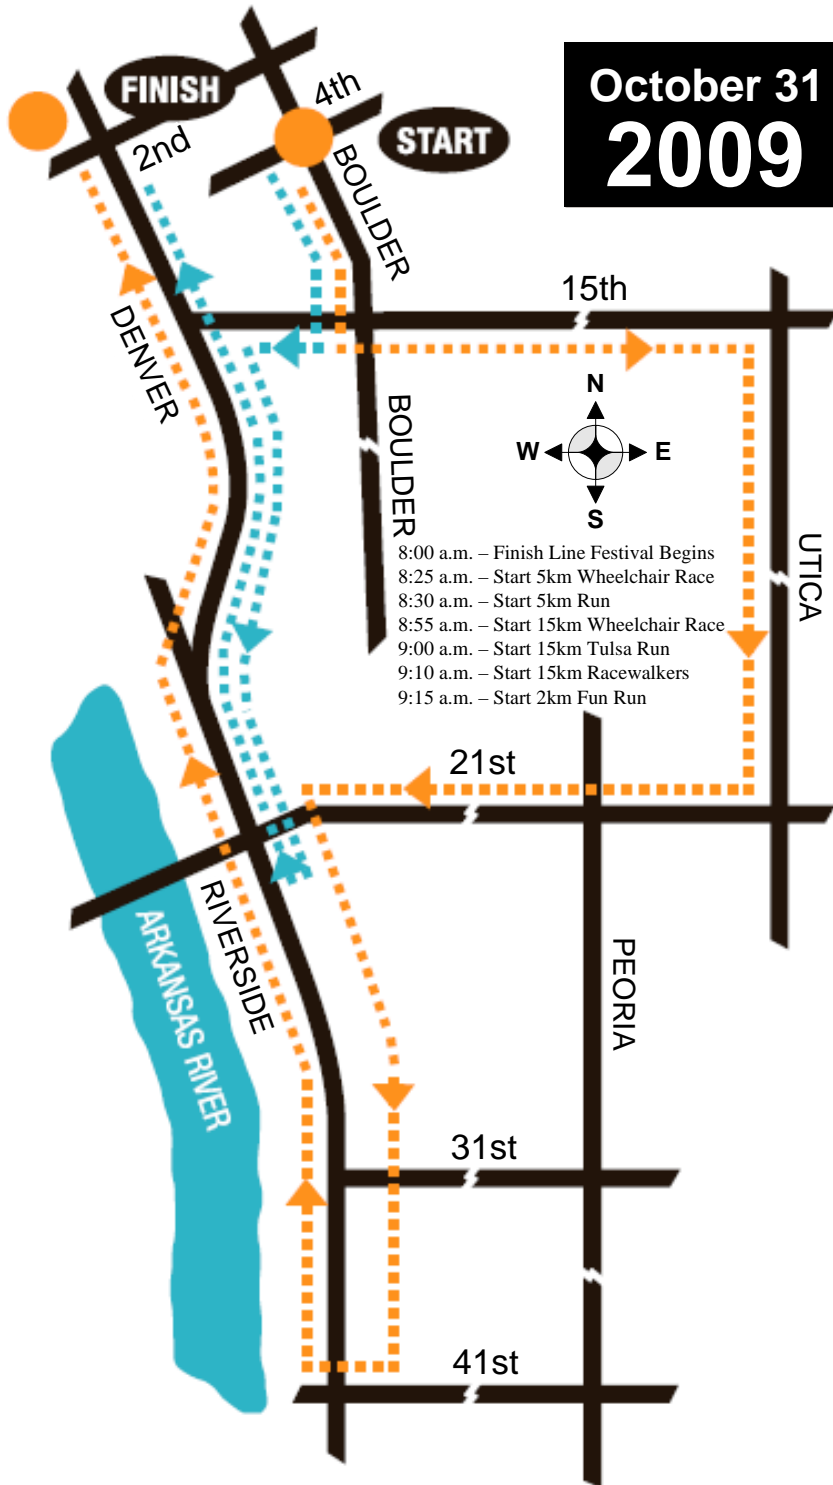 FINISH
4th
October 31
2009
START
2nd
BOULDER
15th
DENVER
N
BOULDER
W E
S
UTICA
8:00 a.m. – Finish Line Festival Begins
8:25 a.m. – Start 5km Wheelchair Race
8:30 a.m. – Start 5km Run
8:55 a.m. – Start 15km Wheelchair Race
9:00 a.m. – Start 15km Tulsa Run
9:10 a.m. – Start 15km Racewalkers
9:15 a.m. – Start 2km Fun Run
21st
RIVERSIDE
ARKANSAS RIVER
PEORIA
31st
41st